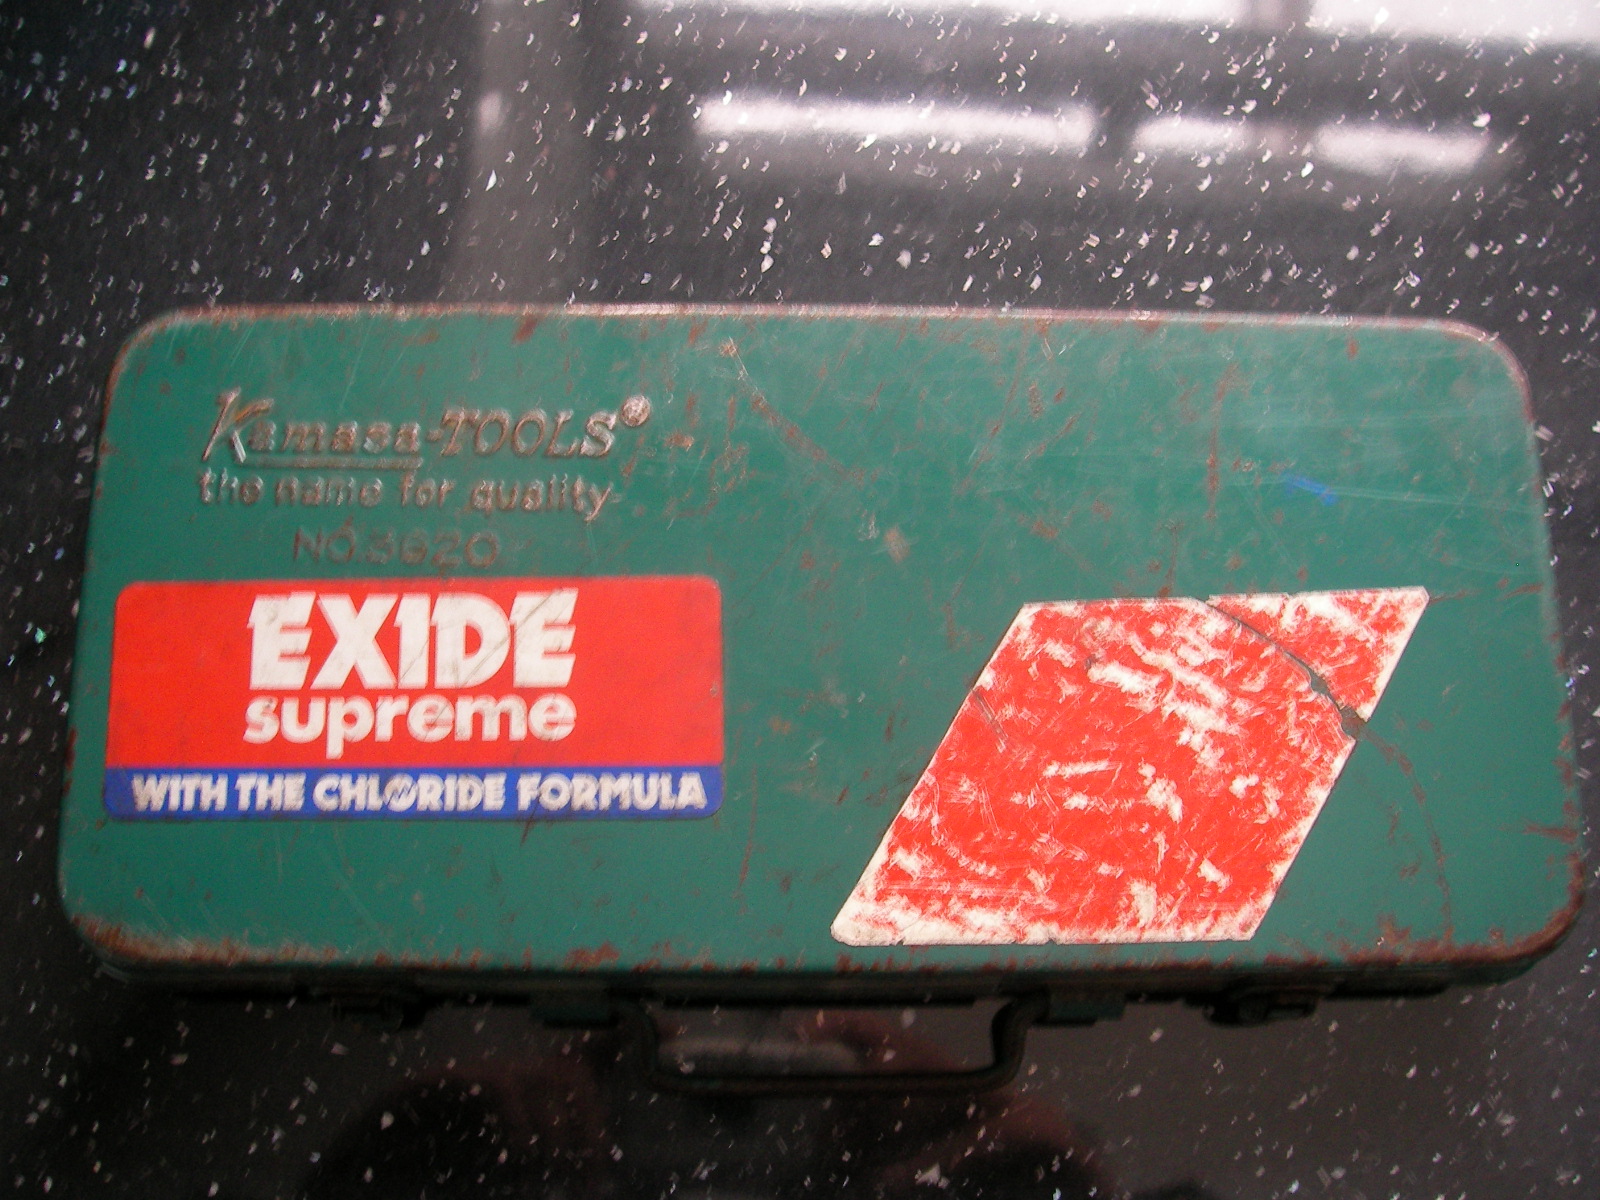 Kamasa-TOOLS®
the name for quality
NO.3620
EXIDE
supreme
WITH THE CHLORIDE FORMULA